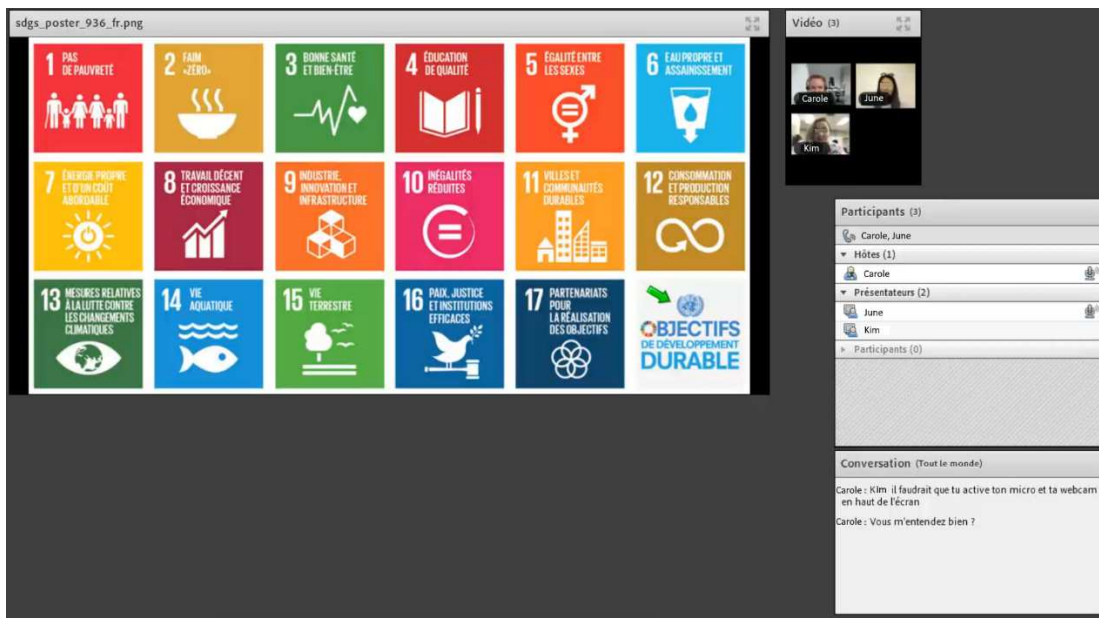 sdgs_poster_936_fr.png
1 PAS
DE PAUVRETÉ
2 FAIM
«ZÉRO»
3 BONNE SANTÉ
ET BIEN-ÊTRE
4 ÉDUCATION
DE QUALITÉ
5 ÉGALITÉ ENTRE
LES SEXES
6 EAU PROPRE ET
ASSAINISSEMENT
7 ÉNERGIE PROPRE
ET D'UN COÛT
ABORDABLE
8 TRAVAIL DÉCENT
ET CROISSANCE
ÉCONOMIQUE
9 INDUSTRIE,
INNOVATION ET
INFRASTRUCTURE
10 INÉGALITÉS
RÉDUITES
11 VILLES ET
COMMUNAUTÉS
DURABLES
12 CONSOMMATION
ET PRODUCTION
RESPONSABLES
13 MESURES RELATIVES
À LA LUTTE CONTRE
LES CHANGEMENTS
CLIMATIQUES
14 VIE
AQUATIQUE
15 VIE
TERRESTRE
16 PAIX, JUSTICE
ET INSTITUTIONS
EFFICACES
17 PARTENARIATS
POUR
LA RÉALISATION
DES OBJECTIFS
OBJECTIFS
DE DÉVELOPPEMENT
DURABLE
Vidéo (3)
Carole
June
Kim
Participants (3)
Carole, June
Hôtes (1)
Carole
Présentateurs (2)
June
Kim
Participants (0)
Conversation (Tout le monde)
Carole : Kim il faudrait que tu active ton micro et ta webcam
en haut de l'écran
Carole : Vous m'entendez bien ?